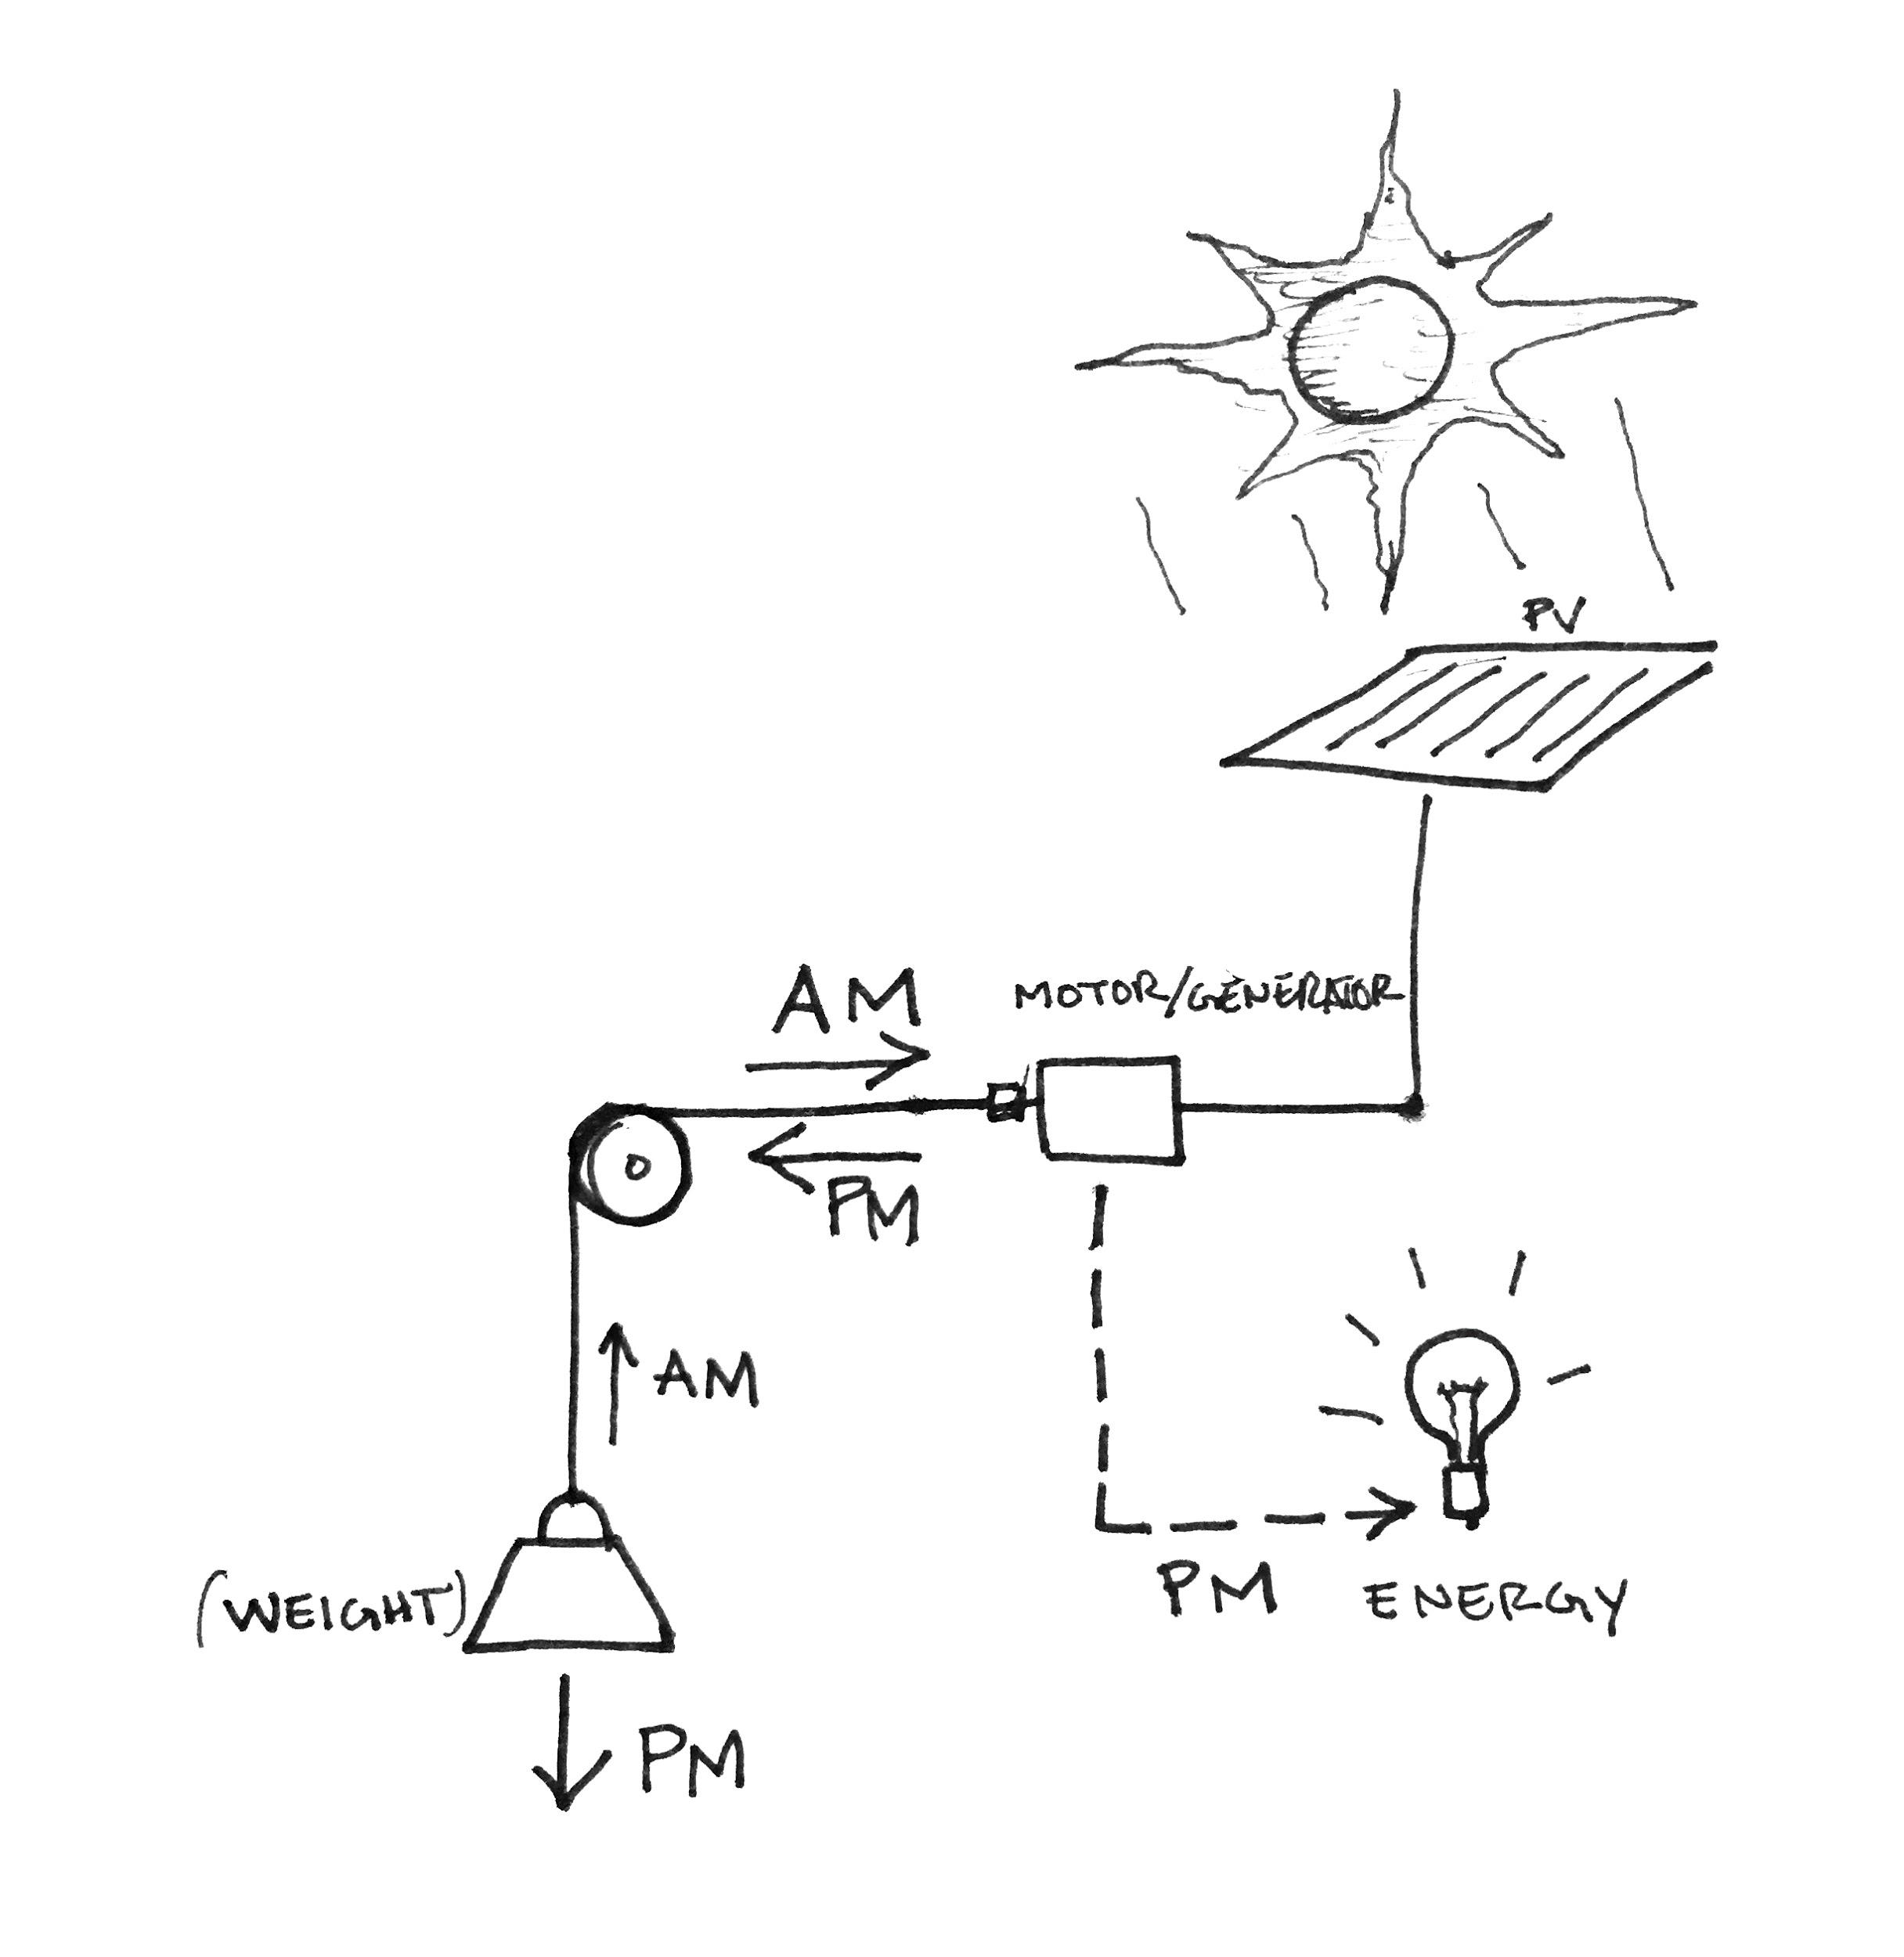 PV
AM
MOTOR/GENERATOR
PM
AM
(WEIGHT)
PM
ENERGY
PM